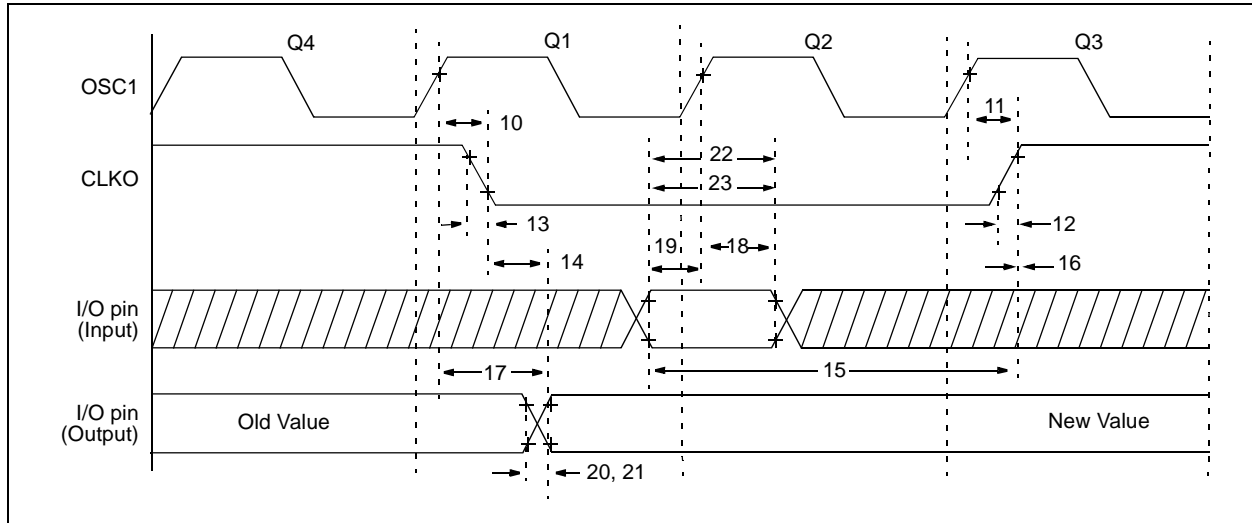 Q4 Q1 Q2 Q3
OSC1
10 11
22
CLKO
23
13 12
19 18
14 16
I/O pin
(Input)
17 15
I/O pin
(Output)
Old Value New Value
20, 21